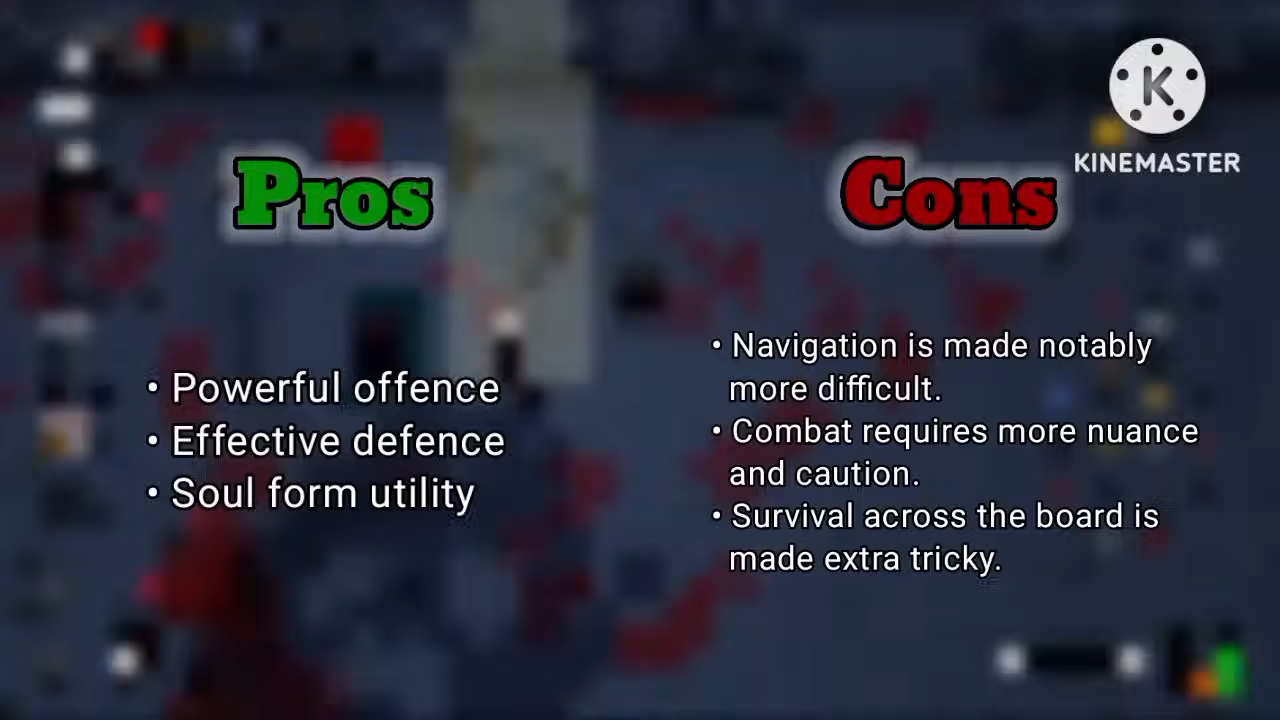 K
KINEMASTER
Pros
• Powerful offence
• Effective defence
• Soul form utility
Cons
• Navigation is made notably
more difficult.
• Combat requires more nuance
and caution.
• Survival across the board is
made extra tricky.